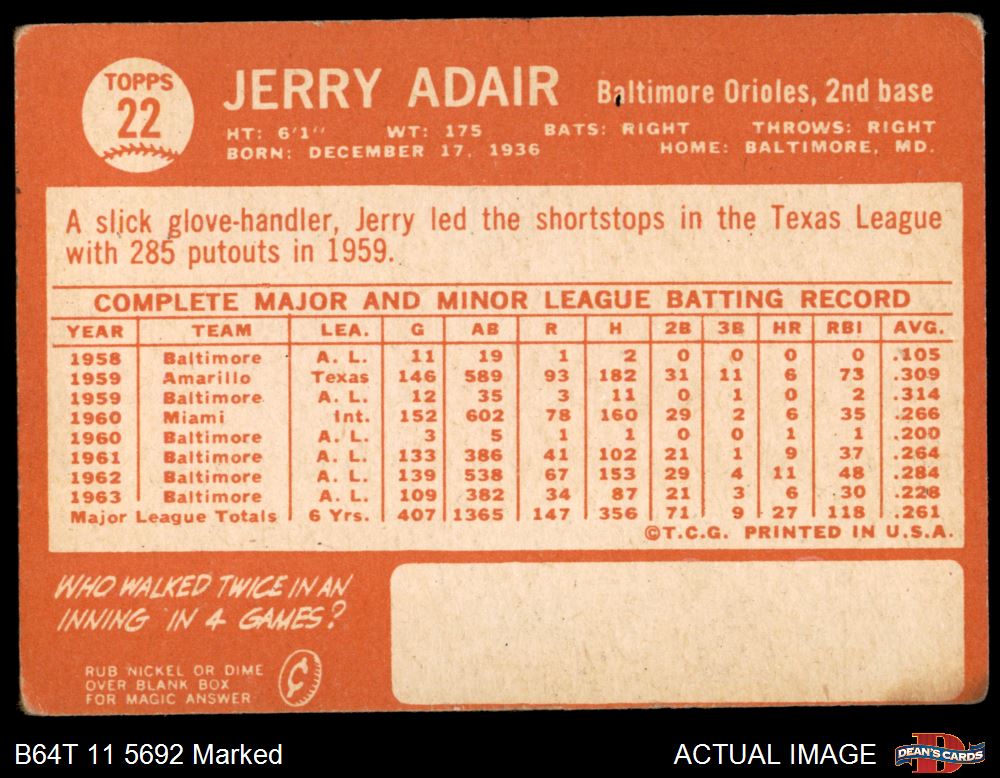 TOPPS
22
JERRY ADAIR
Baltimore Orioles, 2nd base
HT: 6'1" WT: 175 BATS: RIGHT THROWS: RIGHT
BORN: DECEMBER 17, 1936 HOME: BALTIMORE, MD.
A slick glove-handler, Jerry led the shortstops in the Texas League
with 285 putouts in 1959.
COMPLETE MAJOR AND MINOR LEAGUE BATTING RECORD
YEAR TEAM LEA. G AB R H 2B 3B HR RBI AVG.
1958 Baltimore A. L. 11 19 1 2 0 0 0 0 .105
1959 Amarillo Texas 146 589 93 182 31 11 6 73 .309
1959 Baltimore A. L. 12 35 3 11 0 1 0 2 .314
1960 Miami Int. 152 602 78 160 29 2 6 35 .266
1960 Baltimore A. L. 3 5 1 1 0 0 1 1 .200
1961 Baltimore A. L. 133 386 41 102 21 1 9 37 .264
1962 Baltimore A. L. 139 538 67 153 29 4 11 48 .284
1963 Baltimore A. L. 109 382 34 87 21 3 6 30 .228
Major League Totals 6 Yrs. 407 1365 147 356 71 9 27 118 .261
©T.C.G. PRINTED IN U.S.A.
WHO WALKED TWICE IN AN
INNING IN 4 GAMES?
RUB NICKEL OR DIME
OVER BLANK BOX
FOR MAGIC ANSWER
¢
B64T 11 5692 Marked
ACTUAL IMAGE
DEAN'S CARDS